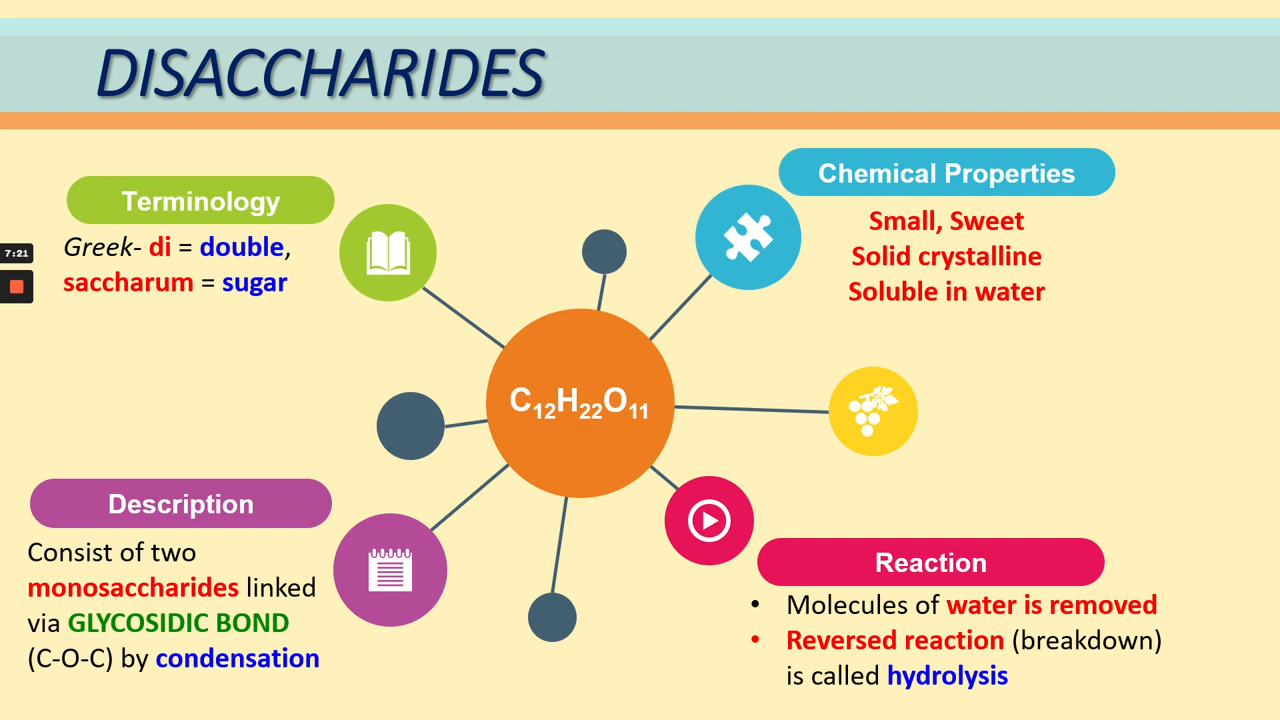 DISACCHARIDES
Terminology
Greek- di = double,
saccharum = sugar
7:21
Chemical Properties
Small, Sweet
Solid crystalline
Soluble in water
C₁₂H₂₂O₁₁
Description
Consist of two
monosaccharides linked
via GLYCOSIDIC BOND
(C-O-C) by condensation
Reaction
• Molecules of water is removed
• Reversed reaction (breakdown)
is called hydrolysis